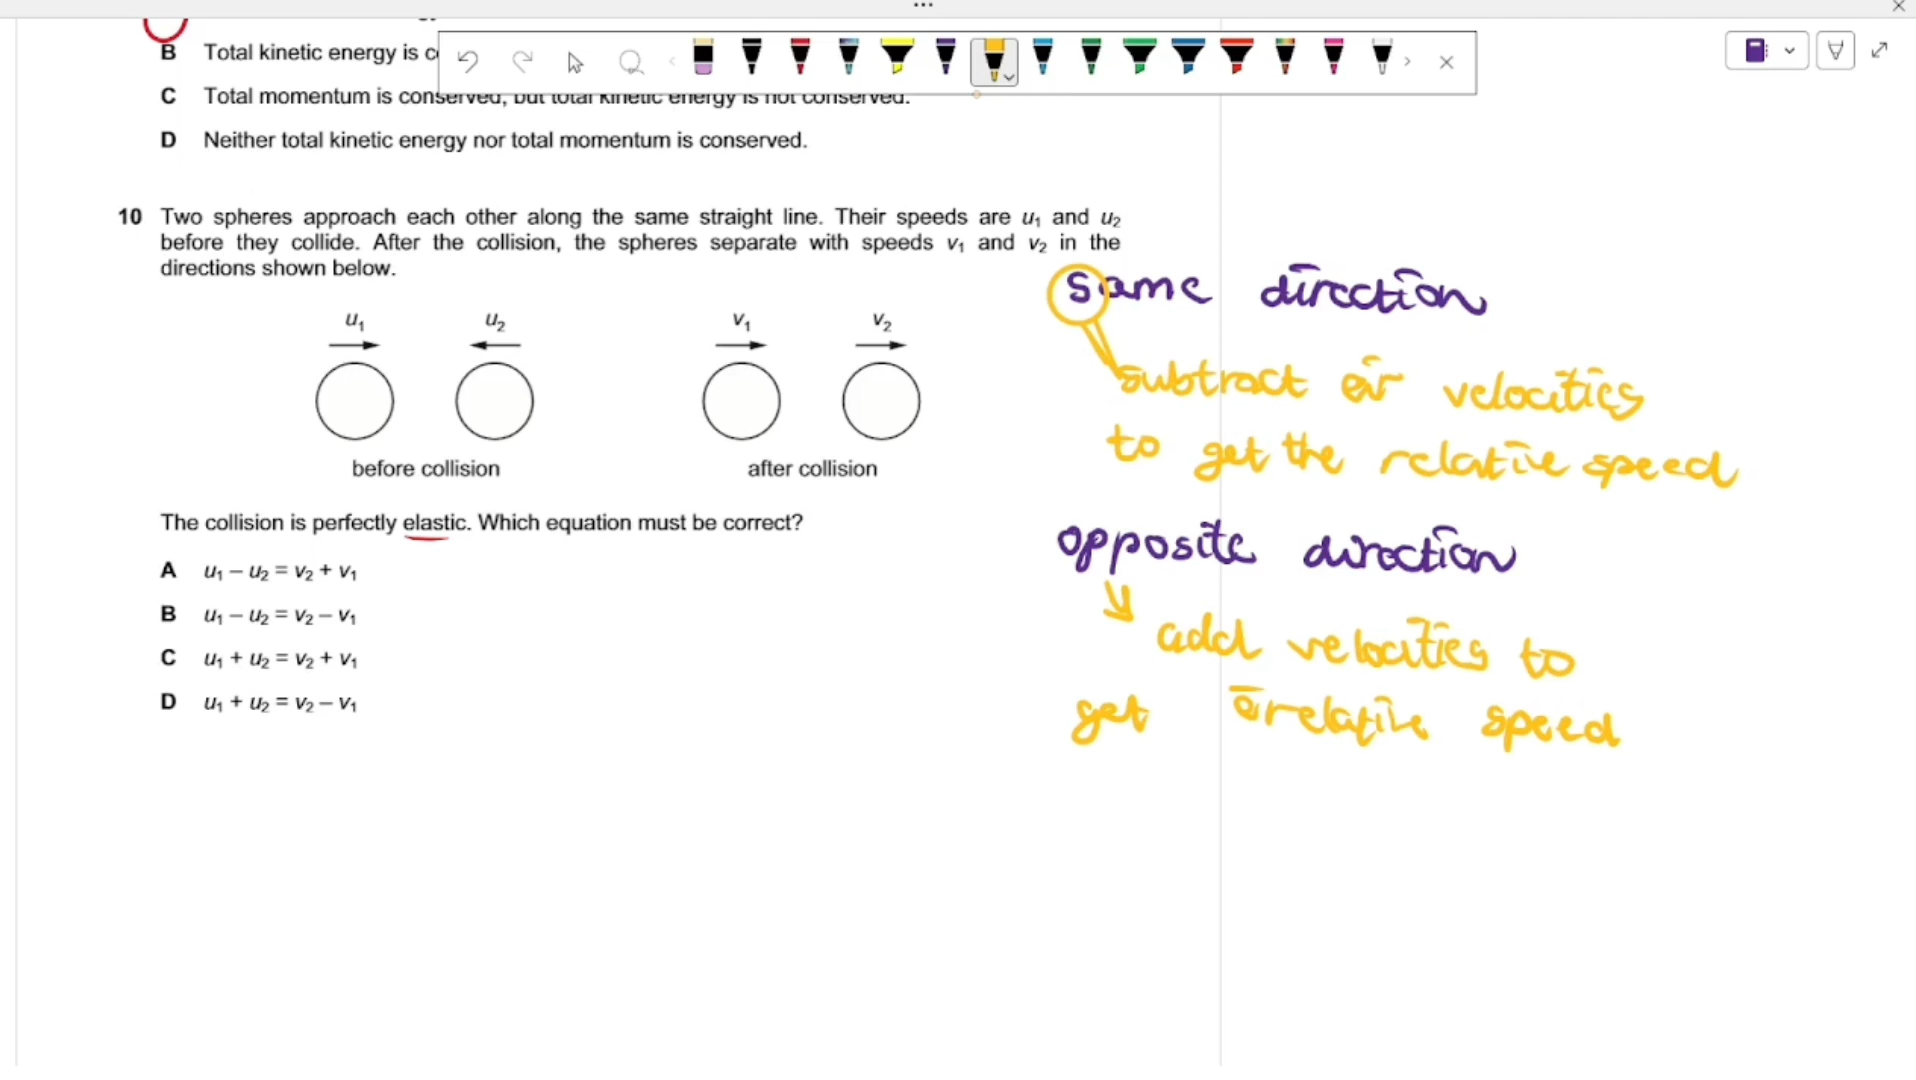 B Total kinetic energy is c
C Total momentum is conserved, but total kinetic energy is not conserved.
D Neither total kinetic energy nor total momentum is conserved.
10 Two spheres approach each other along the same straight line. Their speeds are u₁ and u₂
before they collide. After the collision, the spheres separate with speeds v₁ and v₂ in the
directions shown below.
u₁ u₂ v₁ v₂
before collision after collision
The collision is perfectly elastic. Which equation must be correct?
A u₁ – u₂ = v₂ + v₁
B u₁ – u₂ = v₂ – v₁
C u₁ + u₂ = v₂ + v₁
D u₁ + u₂ = v₂ – v₁
same direction
subtract velocities
to get the relative speed
opposite direction
add velocities to
get relative speed